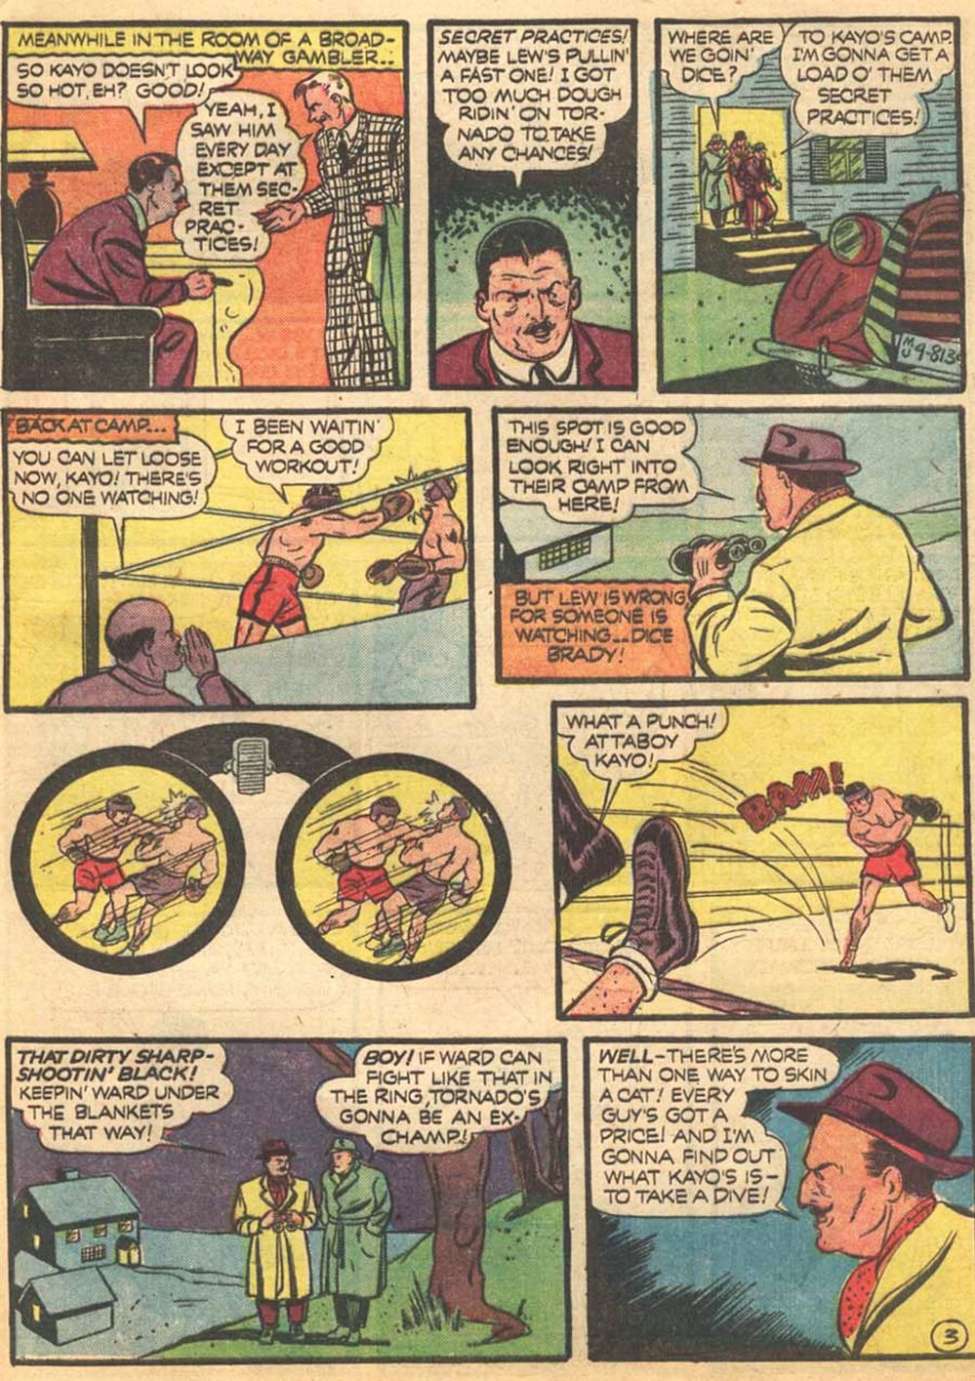 MEANWHILE IN THE ROOM OF A BROAD-
WAY GAMBLER..
SO KAYO DOESN'T LOOK
SO HOT, EH? GOOD!
YEAH, I
SAW HIM
EVERY DAY
EXCEPT AT
THEM SEC-
RET
PRAC-
TICES!
SECRET PRACTICES!
MAYBE LEW'S PULLIN'
A FAST ONE! I GOT
TOO MUCH DOUGH
RIDIN' ON TOR-
NADO TO TAKE
ANY CHANCES!
WHERE ARE
WE GOIN'
DICE?
TO KAYO'S CAMP.
I'M GONNA GET A
LOAD O' THEM
SECRET
PRACTICES!
MU 9-813
BACK AT CAMP...
YOU CAN LET LOOSE
NOW, KAYO! THERE'S
NO ONE WATCHING!
I BEEN WAITIN'
FOR A GOOD
WORKOUT!
THIS SPOT IS GOOD
ENOUGH! I CAN
LOOK RIGHT INTO
THEIR CAMP FROM
HERE!
BUT LEW IS WRONG
FOR SOMEONE IS
WATCHING...DICE
BRADY!
WHAT A PUNCH!
ATTABOY
KAYO!
BAM!
THAT DIRTY SHARP-
SHOOTIN' BLACK!
KEEPIN' WARD UNDER
THE BLANKETS
THAT WAY!
BOY! IF WARD CAN
FIGHT LIKE THAT IN
THE RING, TORNADO'S
GONNA BE AN EX-
CHAMP!
WELL-THERE'S MORE
THAN ONE WAY TO SKIN
A CAT! EVERY
GUY'S GOT A
PRICE! AND I'M
GONNA FIND OUT
WHAT KAYO'S IS-
TO TAKE A DIVE!
3